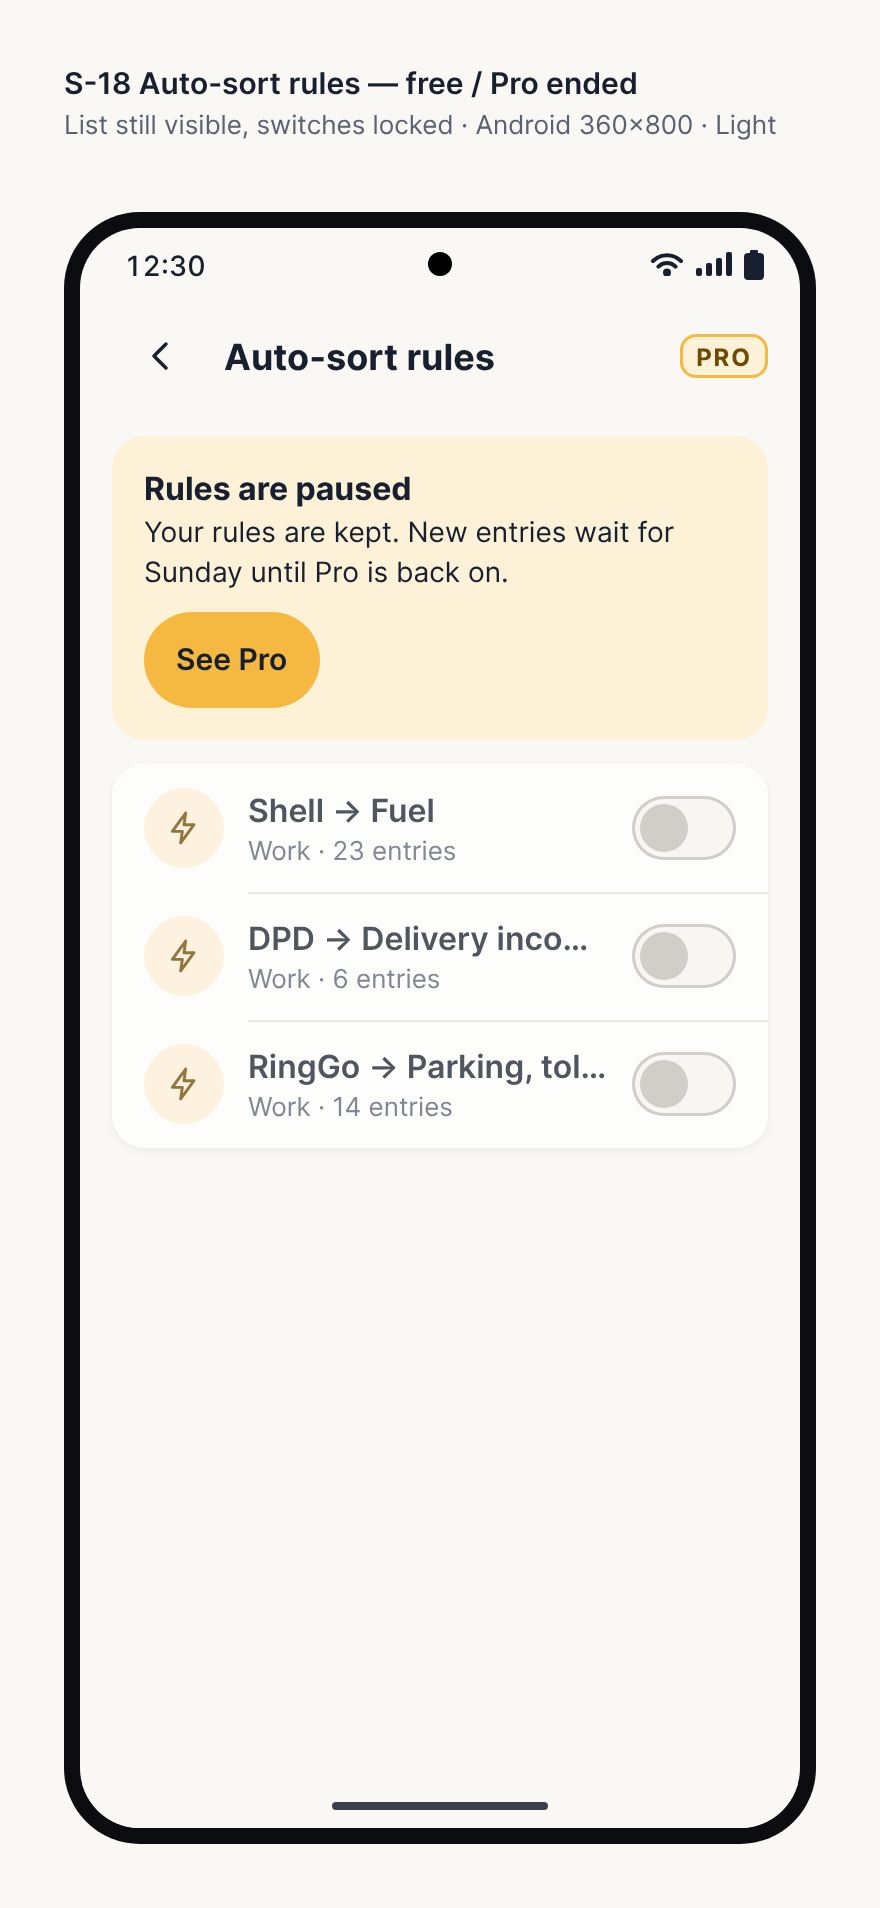 S-18 Auto-sort rules — free / Pro ended
List still visible, switches locked · Android 360×800 · Light
12:30
Auto-sort rules
PRO
Rules are paused
Your rules are kept. New entries wait for
Sunday until Pro is back on.
See Pro
Shell → Fuel
Work · 23 entries
DPD → Delivery inco...
Work · 6 entries
RingGo → Parking, tol...
Work · 14 entries